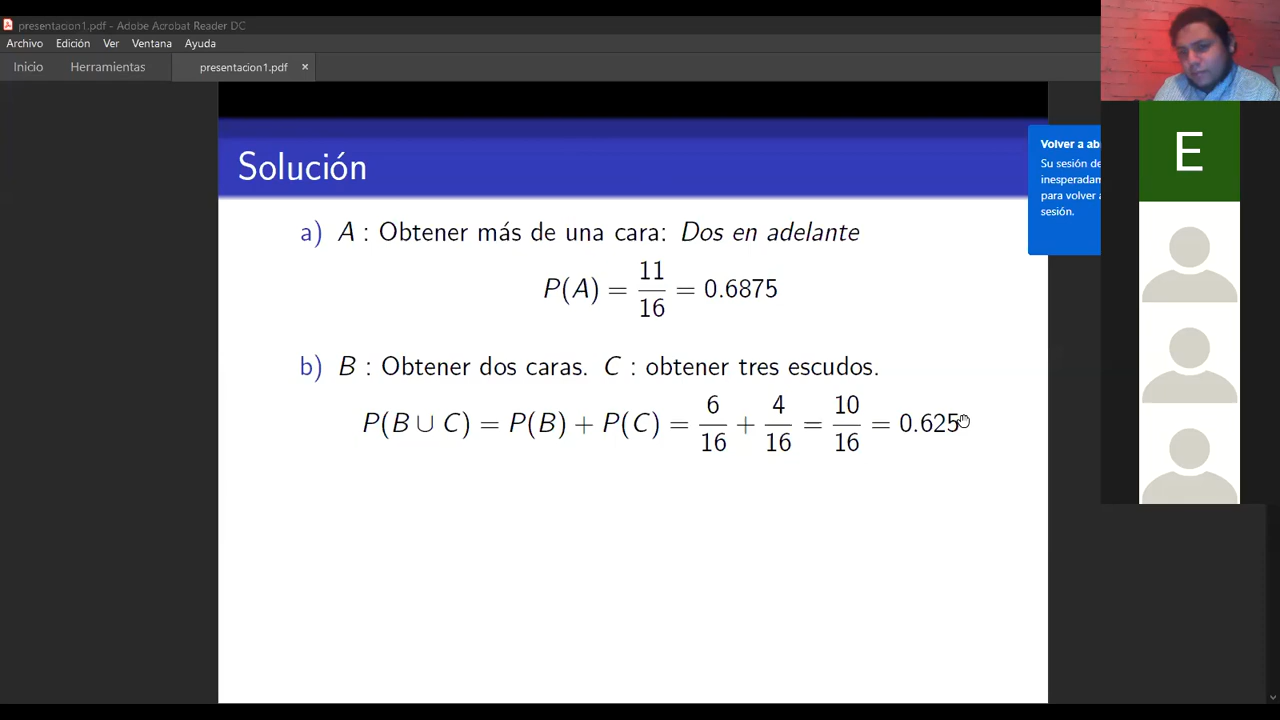 presentacion1.pdf - Adobe Acrobat Reader DC
Archivo Edición Ver Ventana Ayuda
Inicio Herramientas presentacion1.pdf ×
Solución
a) A : Obtener más de una cara: Dos en adelante
P(A) = 11/16 = 0.6875
b) B : Obtener dos caras. C : obtener tres escudos.
P(B ∪ C) = P(B) + P(C) = 6/16 + 4/16 = 10/16 = 0.625
Volver a ab
Su sesión de
inesperadam
para volver a
sesión.
E